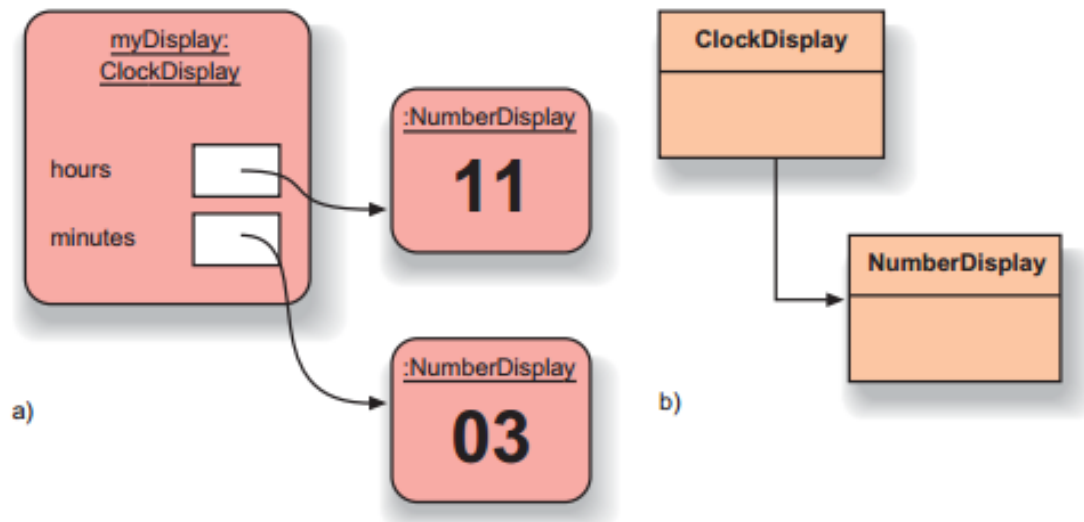 myDisplay:
ClockDisplay
hours
minutes
:NumberDisplay
11
:NumberDisplay
03
a)
ClockDisplay
NumberDisplay
b)